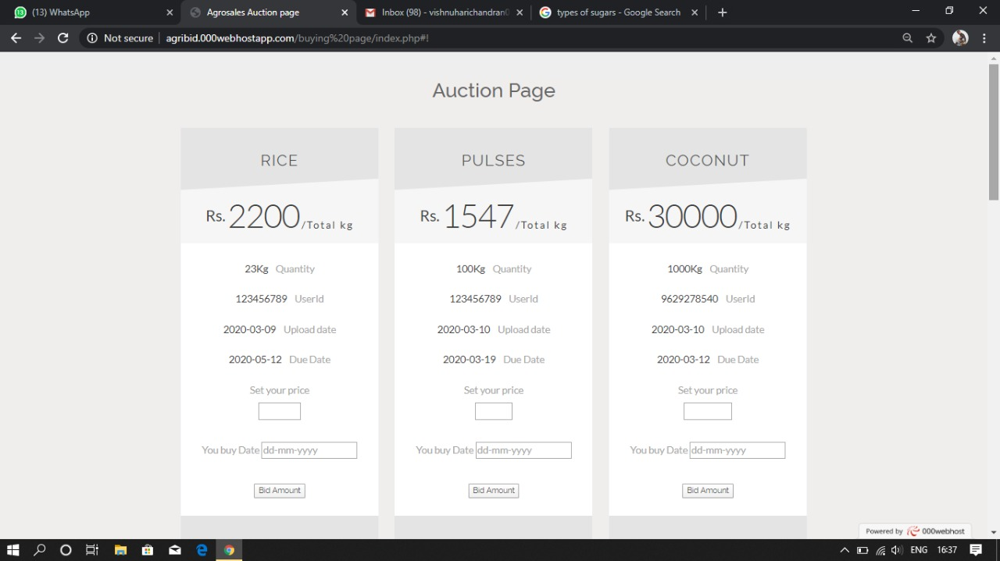 (13) WhatsApp
Agrosales Auction page
Inbox (98) - vishnuharichandran0
types of sugars - Google Search
Not secure
agribid.000webhostapp.com/buying%20page/index.php#!
Auction Page
RICE
Rs. 2200 /Total kg
23Kg Quantity
123456789 UserId
2020-03-09 Upload date
2020-05-12 Due Date
Set your price
You buy Date dd-mm-yyyy
Bid Amount
PULSES
Rs. 1547 /Total kg
100Kg Quantity
123456789 UserId
2020-03-10 Upload date
2020-03-19 Due Date
Set your price
You buy Date dd-mm-yyyy
Bid Amount
COCONUT
Rs. 30000 /Total kg
1000Kg Quantity
9629278540 UserId
2020-03-10 Upload date
2020-03-12 Due Date
Set your price
You buy Date dd-mm-yyyy
Bid Amount
Powered by 000webhost
ENG
16:37